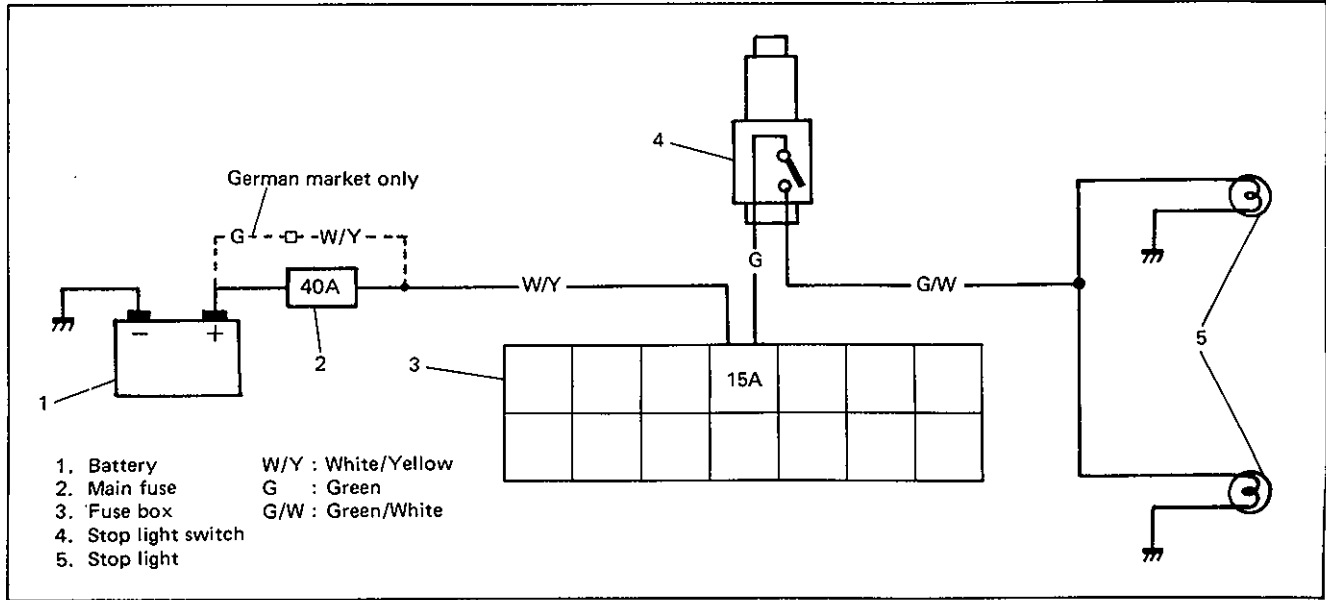 4
German market only
G W/Y
40A
W/Y
G
G/W
− +
2
3
15A
5
1
1. Battery W/Y : White/Yellow
2. Main fuse G : Green
3. Fuse box G/W : Green/White
4. Stop light switch
5. Stop light